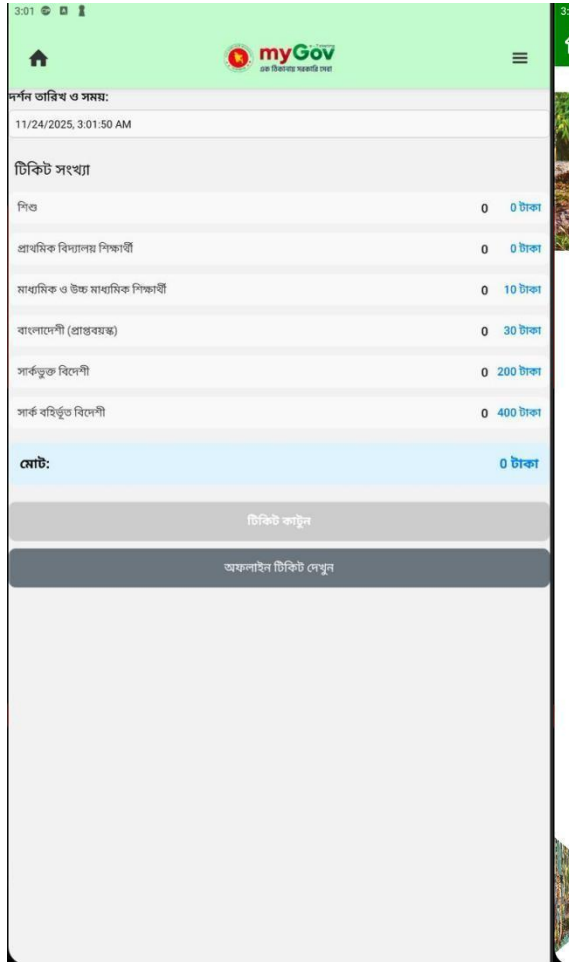 3:01
myGov
এক ঠিকানায় সরকারি সেবা
দর্শন তারিখ ও সময়:
11/24/2025, 3:01:50 AM
টিকিট সংখ্যা
শিশু 0 0 টাকা
প্রাথমিক বিদ্যালয় শিক্ষার্থী 0 0 টাকা
মাধ্যমিক ও উচ্চ মাধ্যমিক শিক্ষার্থী 0 10 টাকা
বাংলাদেশী (প্রাপ্তবয়স্ক) 0 30 টাকা
সার্কভুক্ত বিদেশী 0 200 টাকা
সার্ক বহির্ভূত বিদেশী 0 400 টাকা
মোট: 0 টাকা
টিকিট কাটুন
অফলাইন টিকিট দেখুন